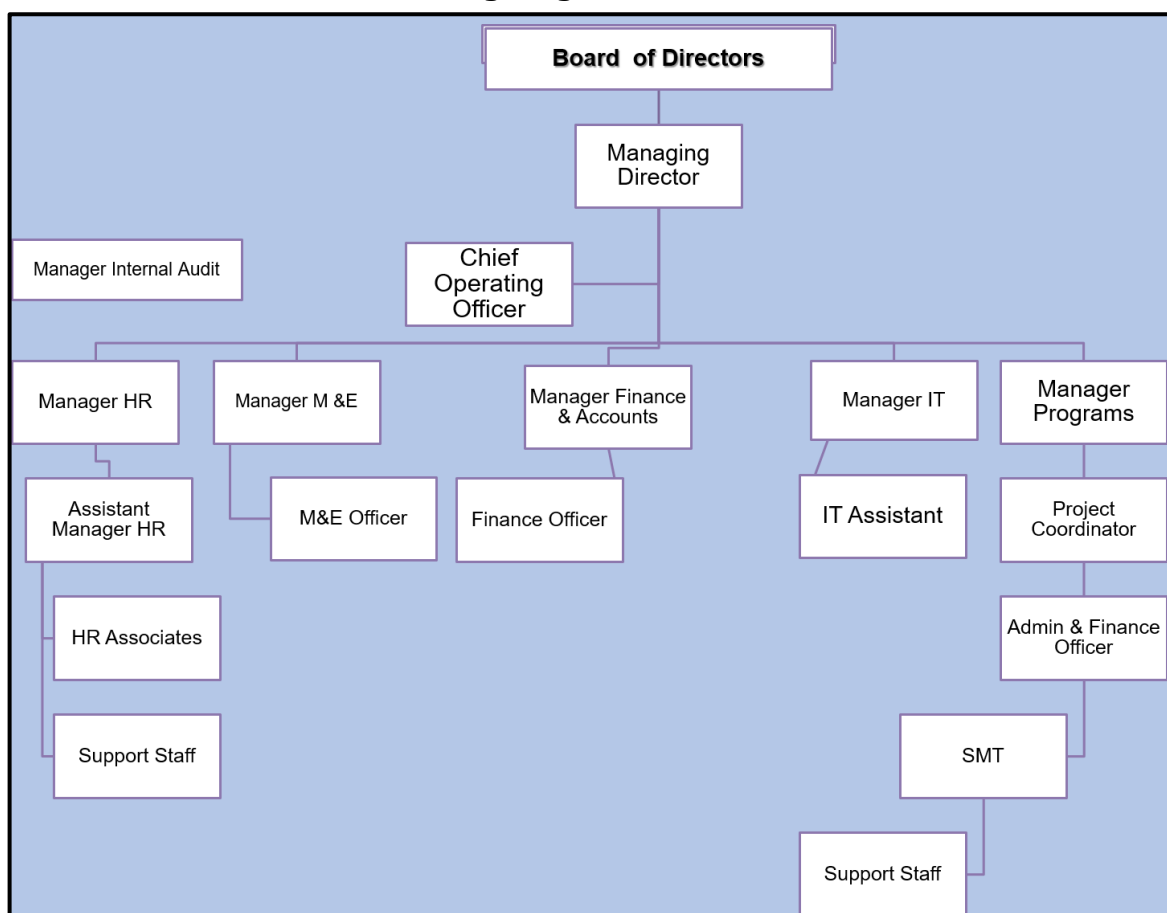 Board of Directors
Managing
Director
Chief
Operating
Officer
Manager Internal Audit
Manager HR
Manager M &E
Manager Finance
& Accounts
Manager IT
Manager
Programs
Assistant
Manager HR
M&E Officer
Finance Officer
IT Assistant
Project
Coordinator
HR Associates
Admin & Finance
Officer
Support Staff
SMT
Support Staff